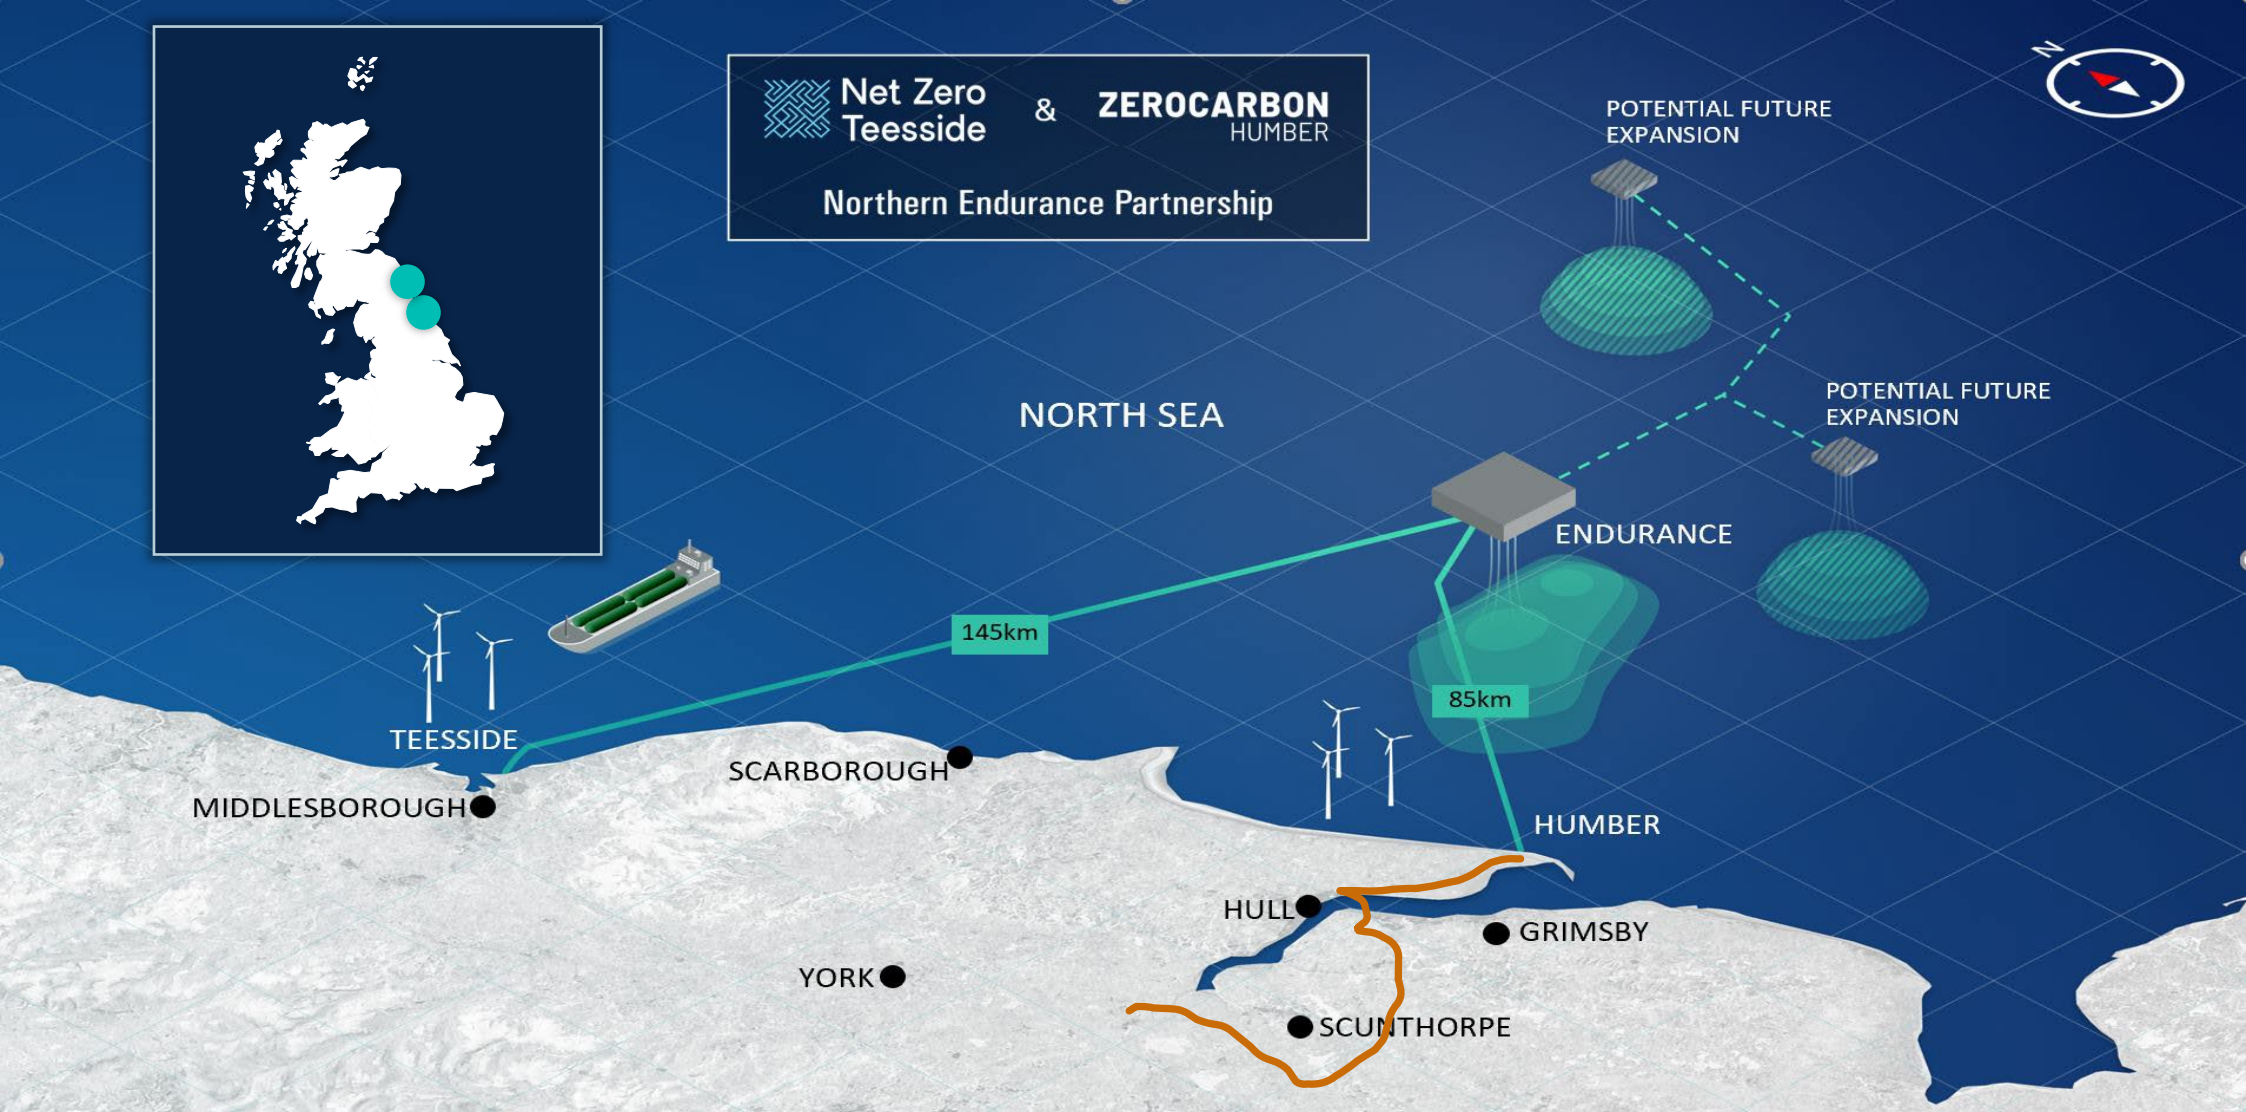 Net Zero
Teesside
&
ZEROCARBON
HUMBER
Northern Endurance Partnership
N
POTENTIAL FUTURE
EXPANSION
POTENTIAL FUTURE
EXPANSION
NORTH SEA
ENDURANCE
145km
85km
TEESSIDE
SCARBOROUGH
MIDDLESBOROUGH
HUMBER
HULL
GRIMSBY
YORK
SCUNTHORPE